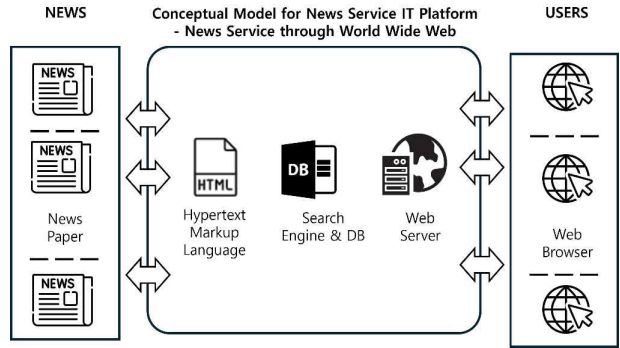 NEWS
Conceptual Model for News Service IT Platform
- News Service through World Wide Web
USERS
NEWS
NEWS
News
Paper
NEWS
HTML
Hypertext
Markup
Language
DB
Search
Engine & DB
Web
Server
Web
Browser